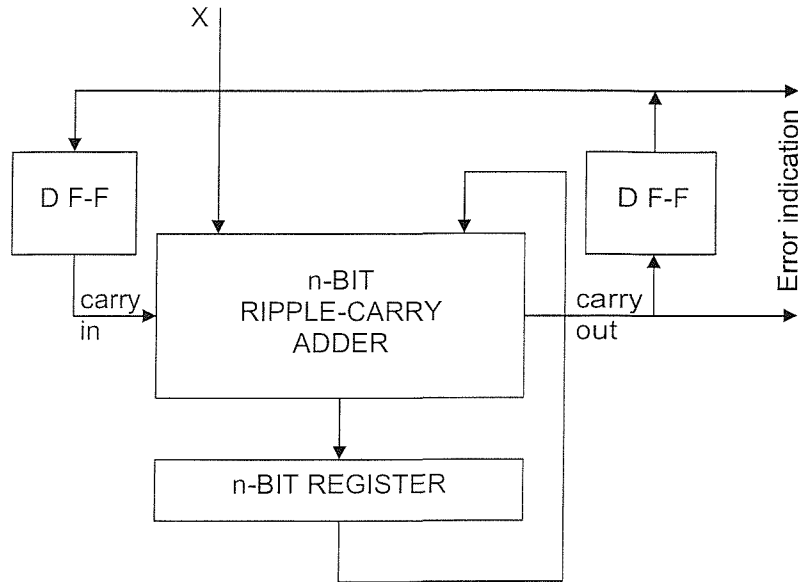 X
D F-F
D F-F
Error indication
n-BIT
RIPPLE-CARRY
ADDER
carry
in
carry
out
n-BIT REGISTER